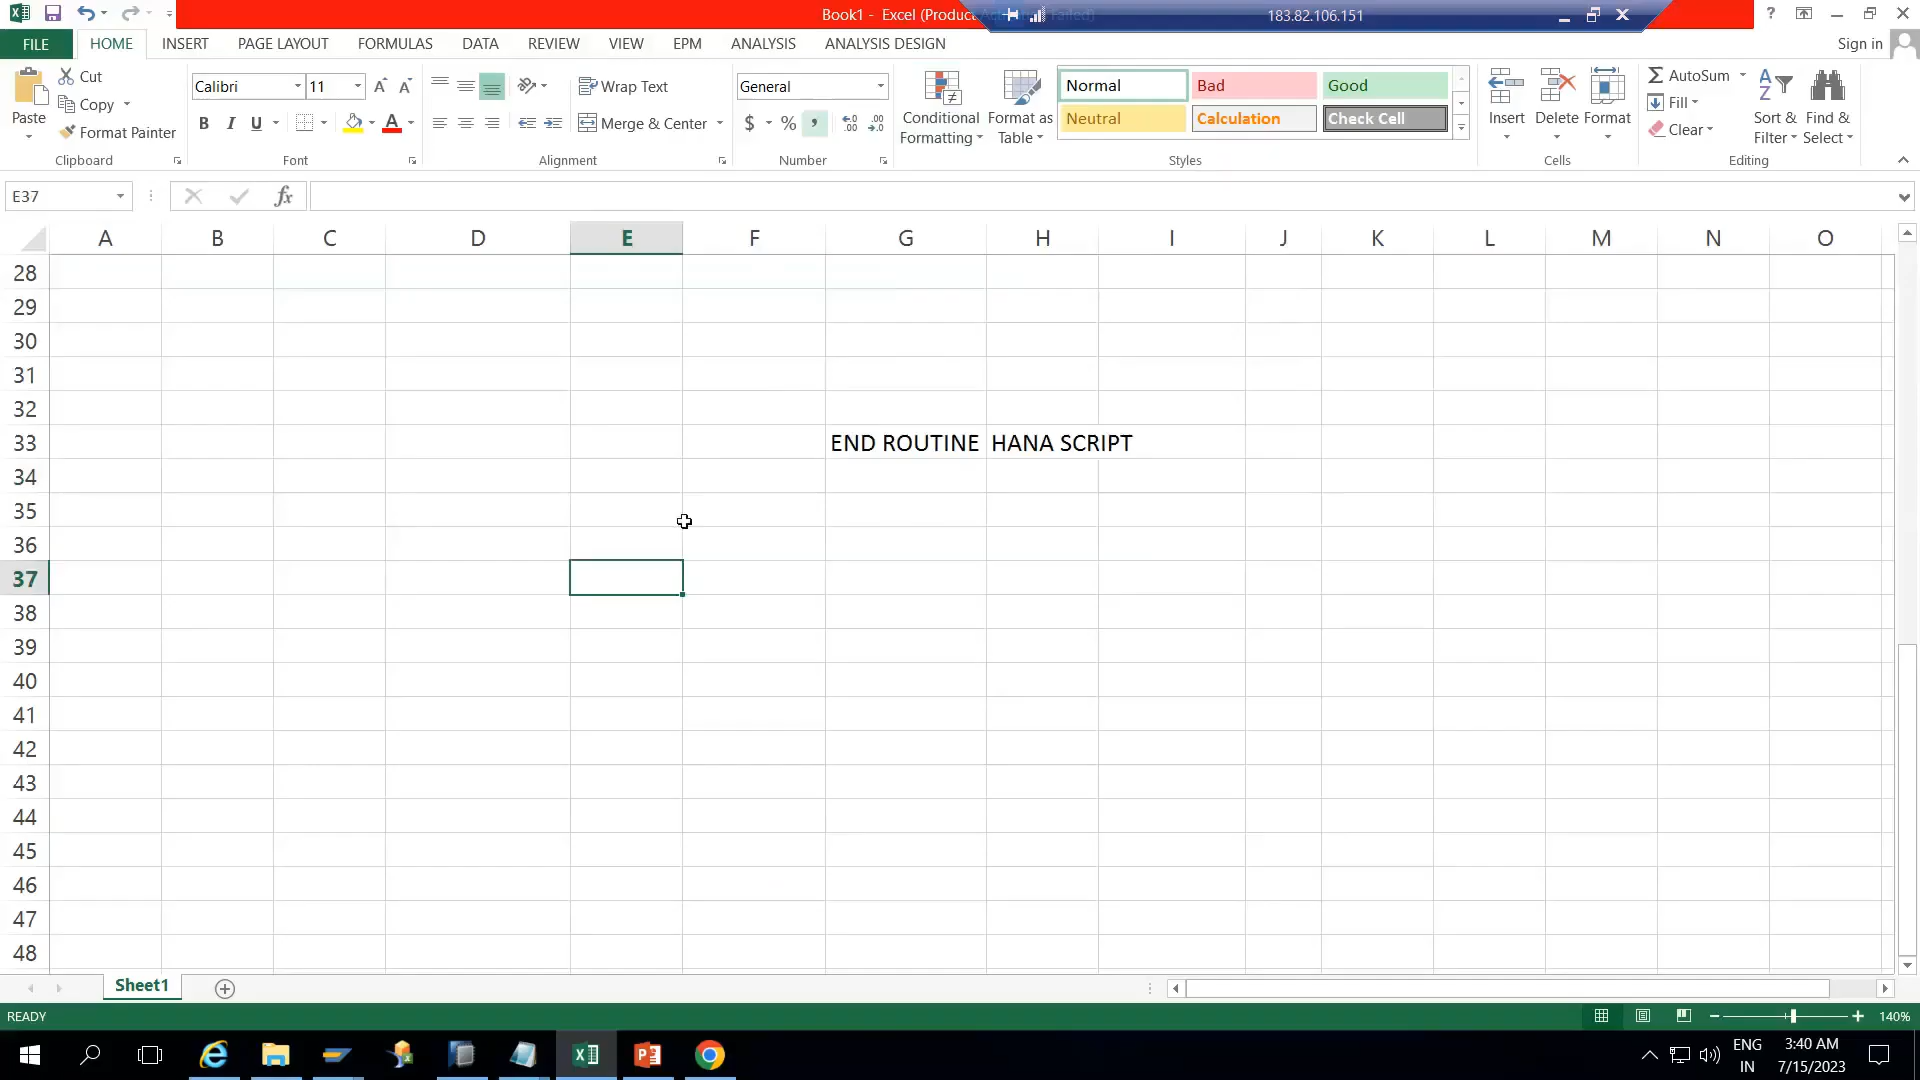 Book1 - Excel (Produc
183.82.106.151
FILE HOME INSERT PAGE LAYOUT FORMULAS DATA REVIEW VIEW EPM ANALYSIS ANALYSIS DESIGN Sign in
Paste
Cut
Copy
Format Painter
Clipboard
Calibri 11
B I U
Font
Wrap Text
Merge & Center
Alignment
General
$ % ,
Number
Conditional Formatting
Format as Table
Normal Bad Good
Neutral Calculation Check Cell
Styles
Insert Delete Format
Cells
AutoSum
Fill
Clear
Sort & Filter
Find & Select
Editing
E37
fx
A B C D E F G H I J K L M N O
28
29
30
31
32
33 END ROUTINE HANA SCRIPT
34
35
36
37
38
39
40
41
42
43
44
45
46
47
48
Sheet1
READY
140%
ENG
IN
3:40 AM
7/15/2023